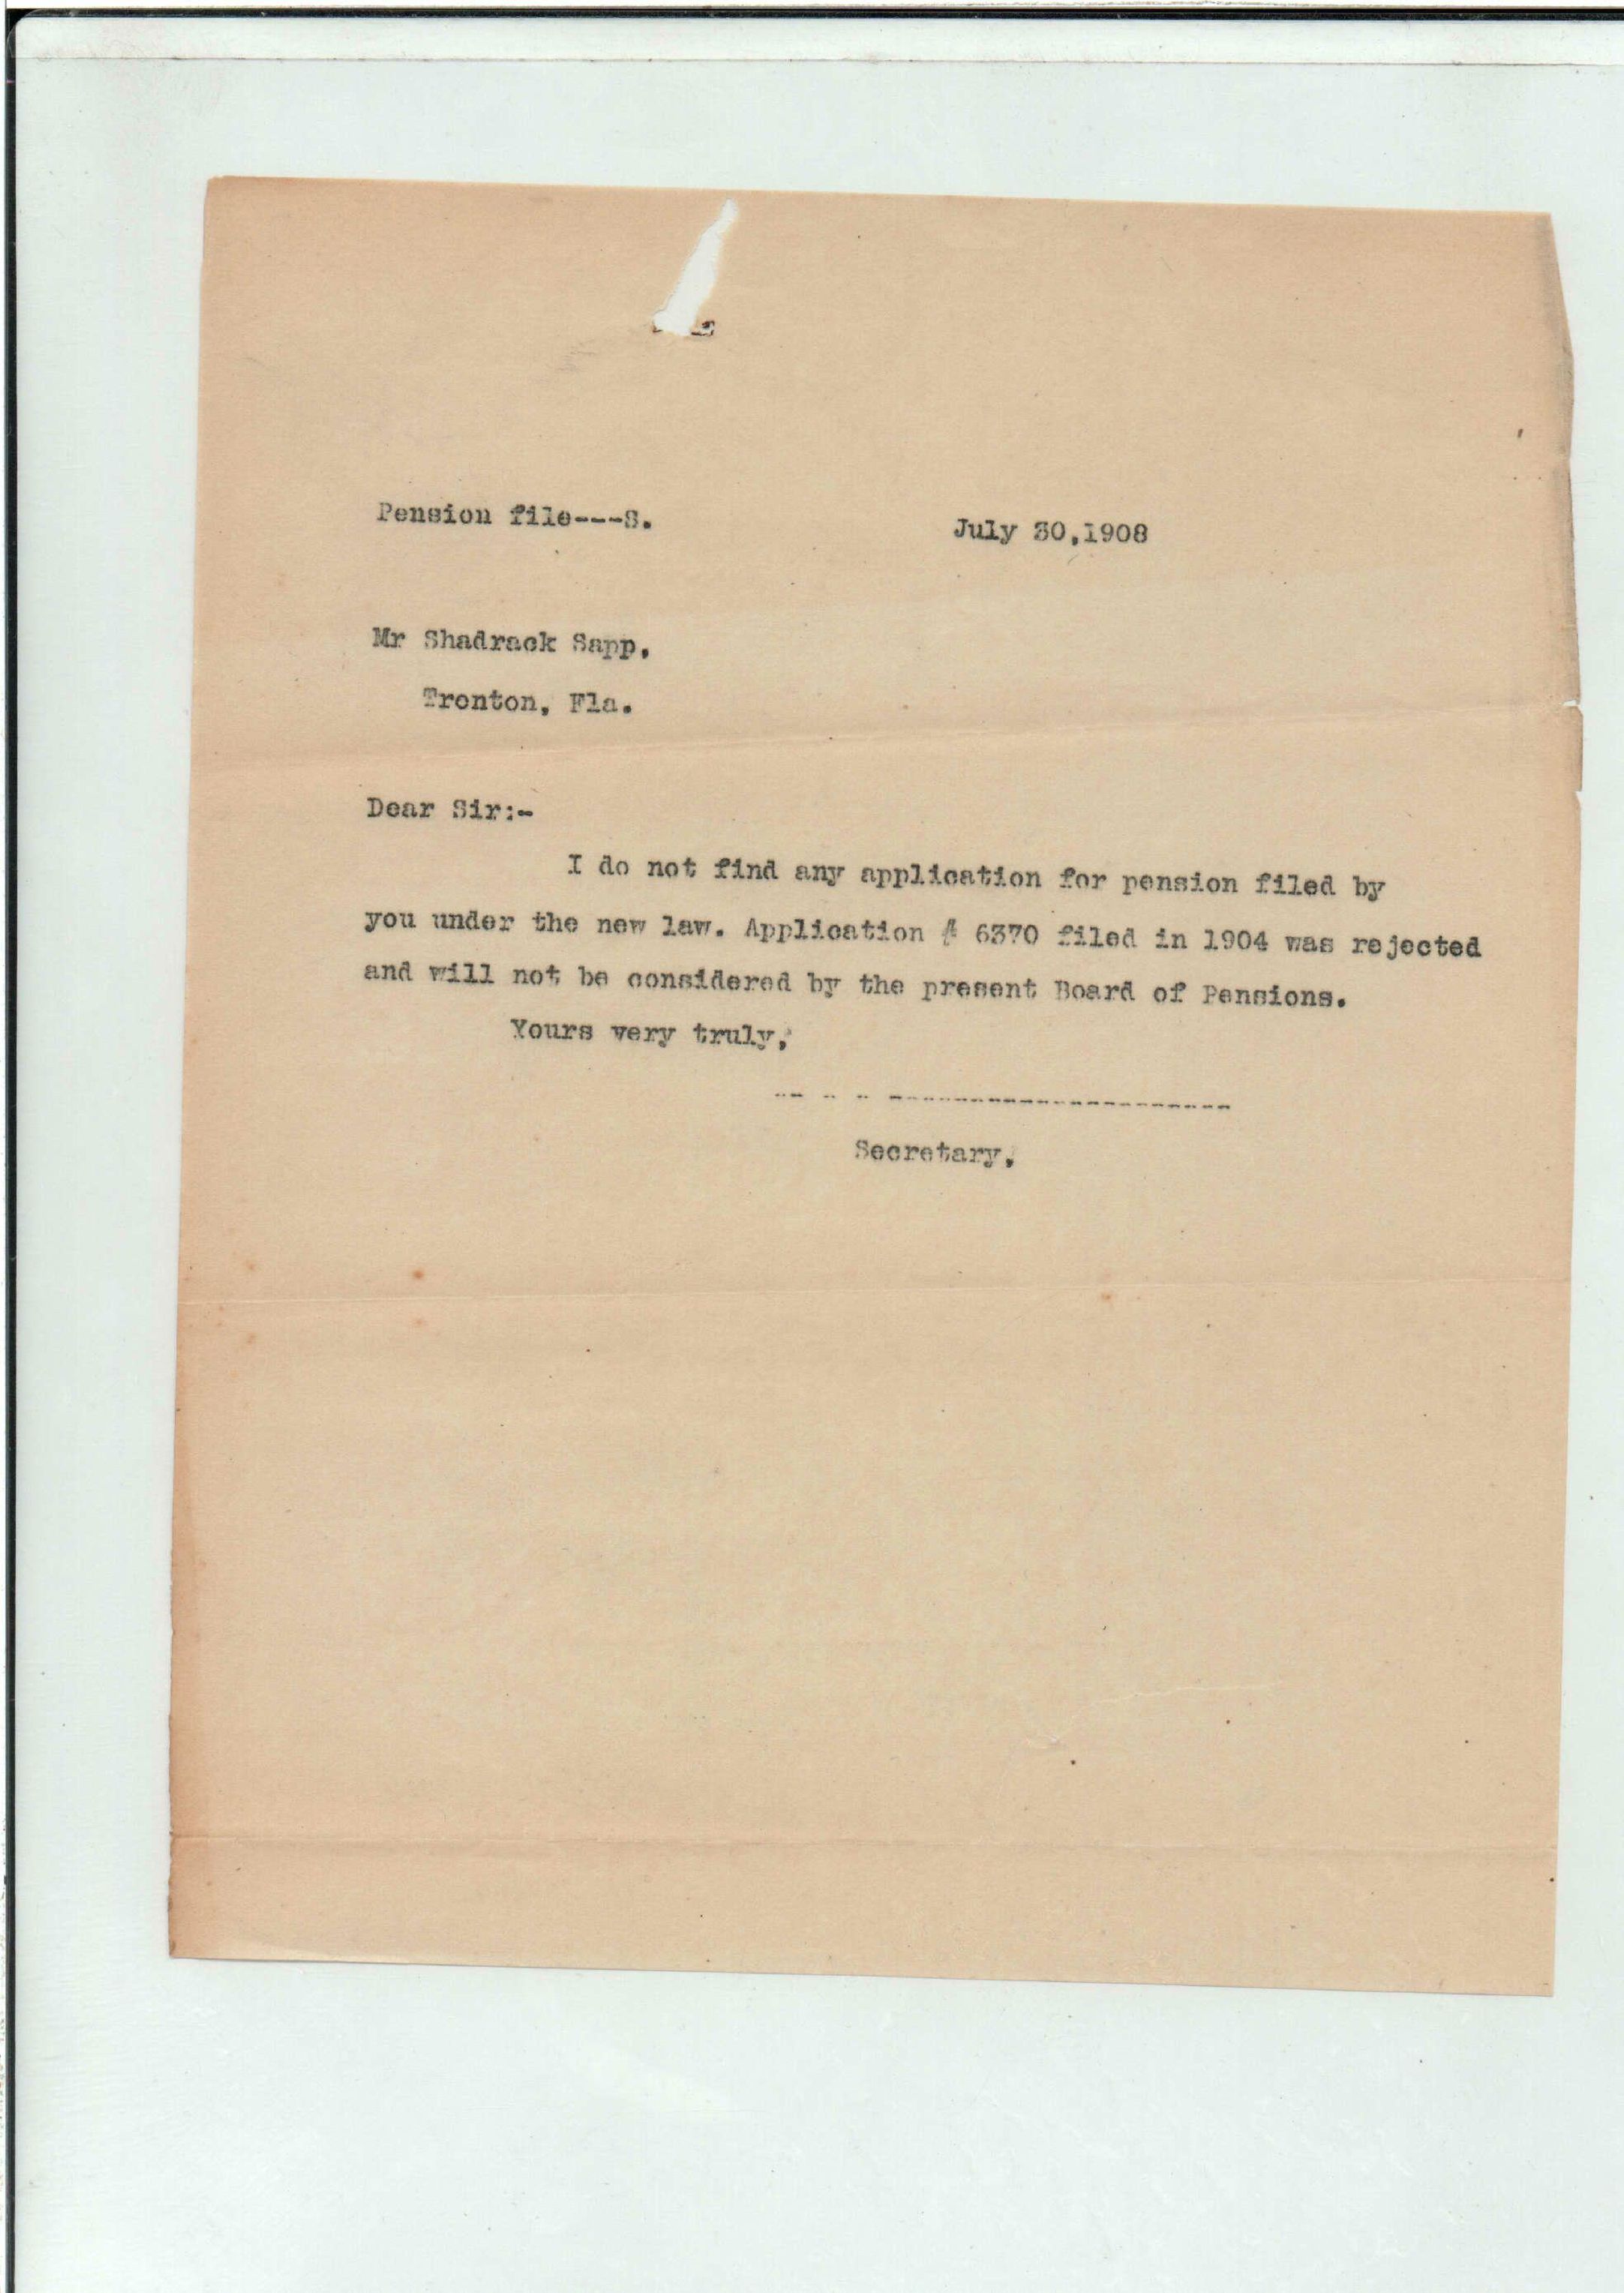 Pension file---S.
July 30,1908
Mr Shadrack Sapp,
Trenton, Fla.
Dear Sir:-
I do not find any application for pension filed by
you under the new law. Application # 6370 filed in 1904 was rejected
and will not be considered by the present Board of Pensions.
Yours very truly,
-- - - ---------------------
Secretary,